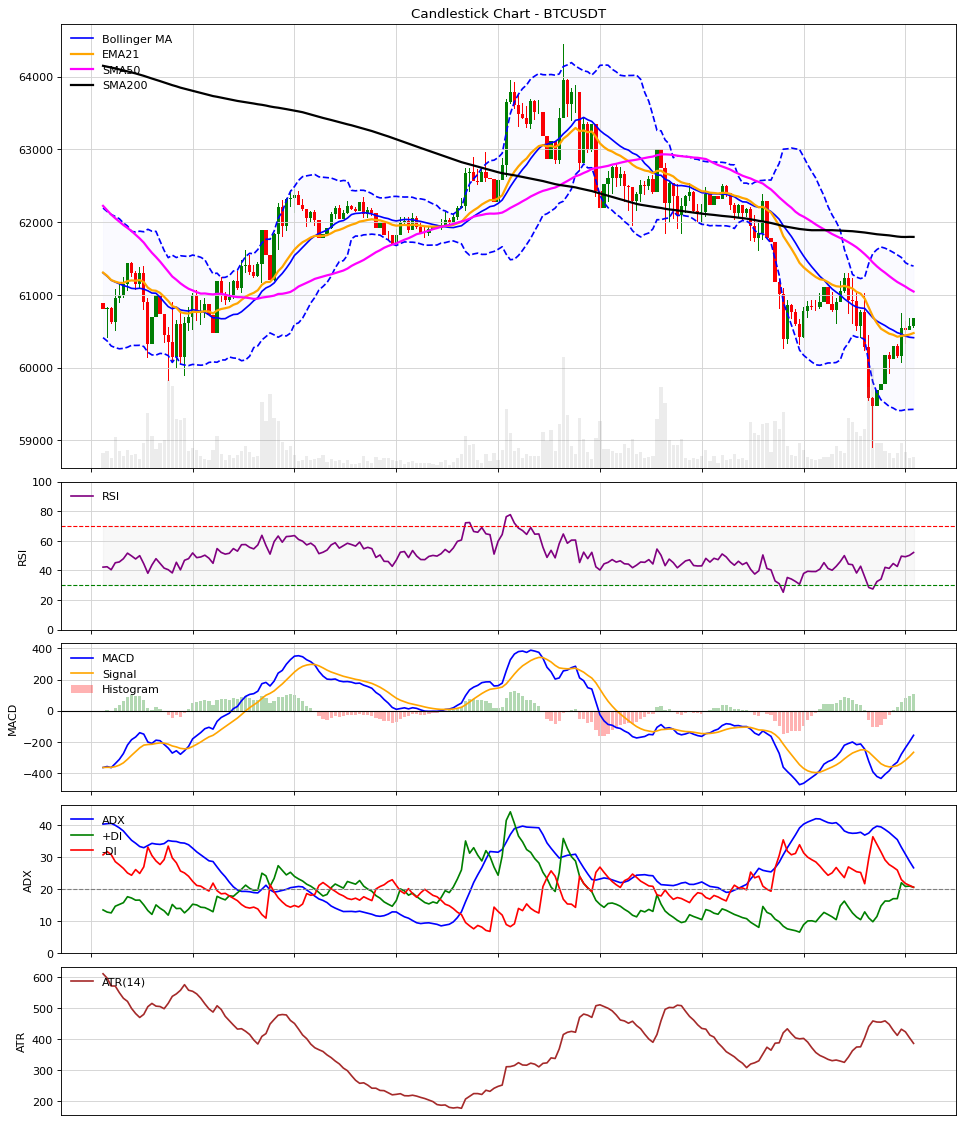 Candlestick Chart - BTCUSDT
Bollinger MA
EMA21
SMA50
SMA200
64000
63000
62000
61000
60000
59000
RSI
100
80
60
40
20
0
RSI
MACD
Signal
Histogram
400
200
0
−200
−400
MACD
ADX
+DI
-DI
40
30
20
10
0
ADX
ATR(14)
600
500
400
300
200
ATR